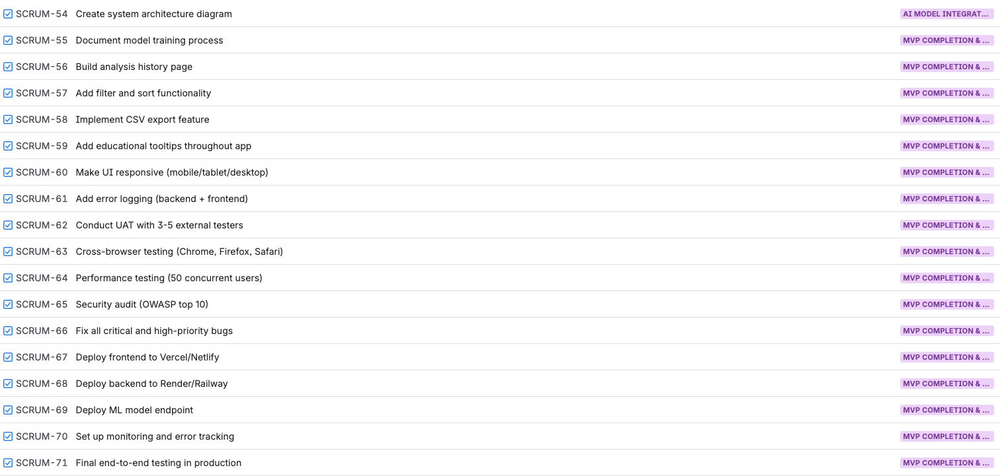 SCRUM-54 Create system architecture diagram AI MODEL INTEGRAT...
SCRUM-55 Document model training process MVP COMPLETION & ...
SCRUM-56 Build analysis history page MVP COMPLETION & ...
SCRUM-57 Add filter and sort functionality MVP COMPLETION & ...
SCRUM-58 Implement CSV export feature MVP COMPLETION & ...
SCRUM-59 Add educational tooltips throughout app MVP COMPLETION & ...
SCRUM-60 Make UI responsive (mobile/tablet/desktop) MVP COMPLETION & ...
SCRUM-61 Add error logging (backend + frontend) MVP COMPLETION & ...
SCRUM-62 Conduct UAT with 3-5 external testers MVP COMPLETION & ...
SCRUM-63 Cross-browser testing (Chrome, Firefox, Safari) MVP COMPLETION & ...
SCRUM-64 Performance testing (50 concurrent users) MVP COMPLETION & ...
SCRUM-65 Security audit (OWASP top 10) MVP COMPLETION & ...
SCRUM-66 Fix all critical and high-priority bugs MVP COMPLETION & ...
SCRUM-67 Deploy frontend to Vercel/Netlify MVP COMPLETION & ...
SCRUM-68 Deploy backend to Render/Railway MVP COMPLETION & ...
SCRUM-69 Deploy ML model endpoint MVP COMPLETION & ...
SCRUM-70 Set up monitoring and error tracking MVP COMPLETION & ...
SCRUM-71 Final end-to-end testing in production MVP COMPLETION & ...